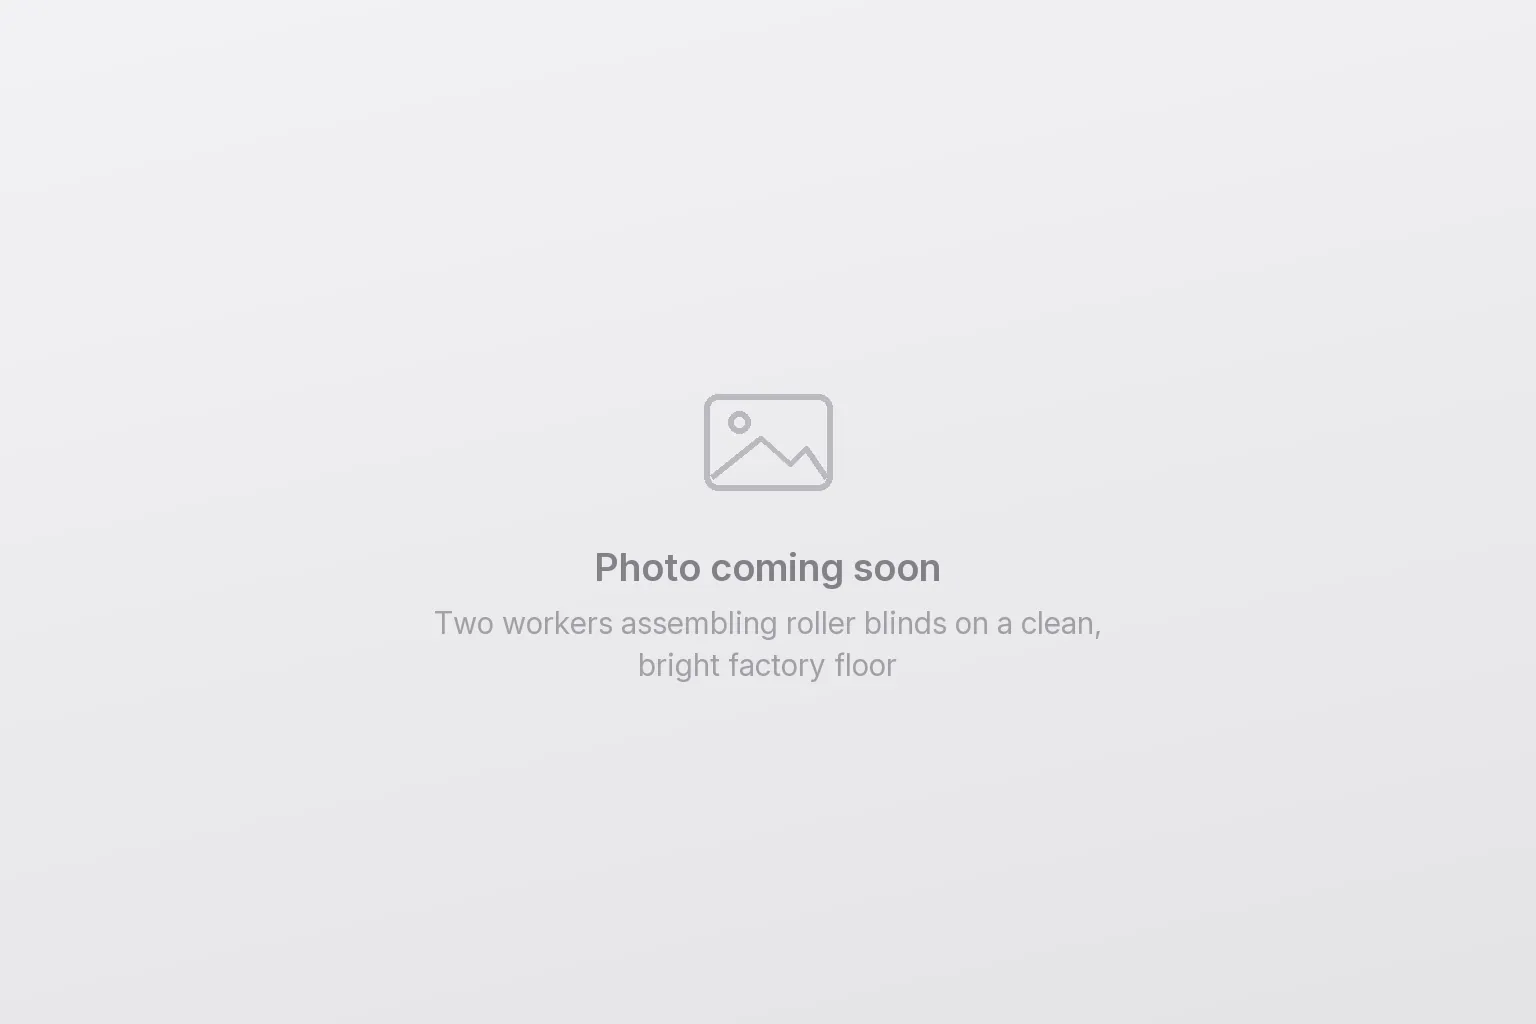 Photo coming soon
Two workers assembling roller blinds on a clean,
bright factory floor